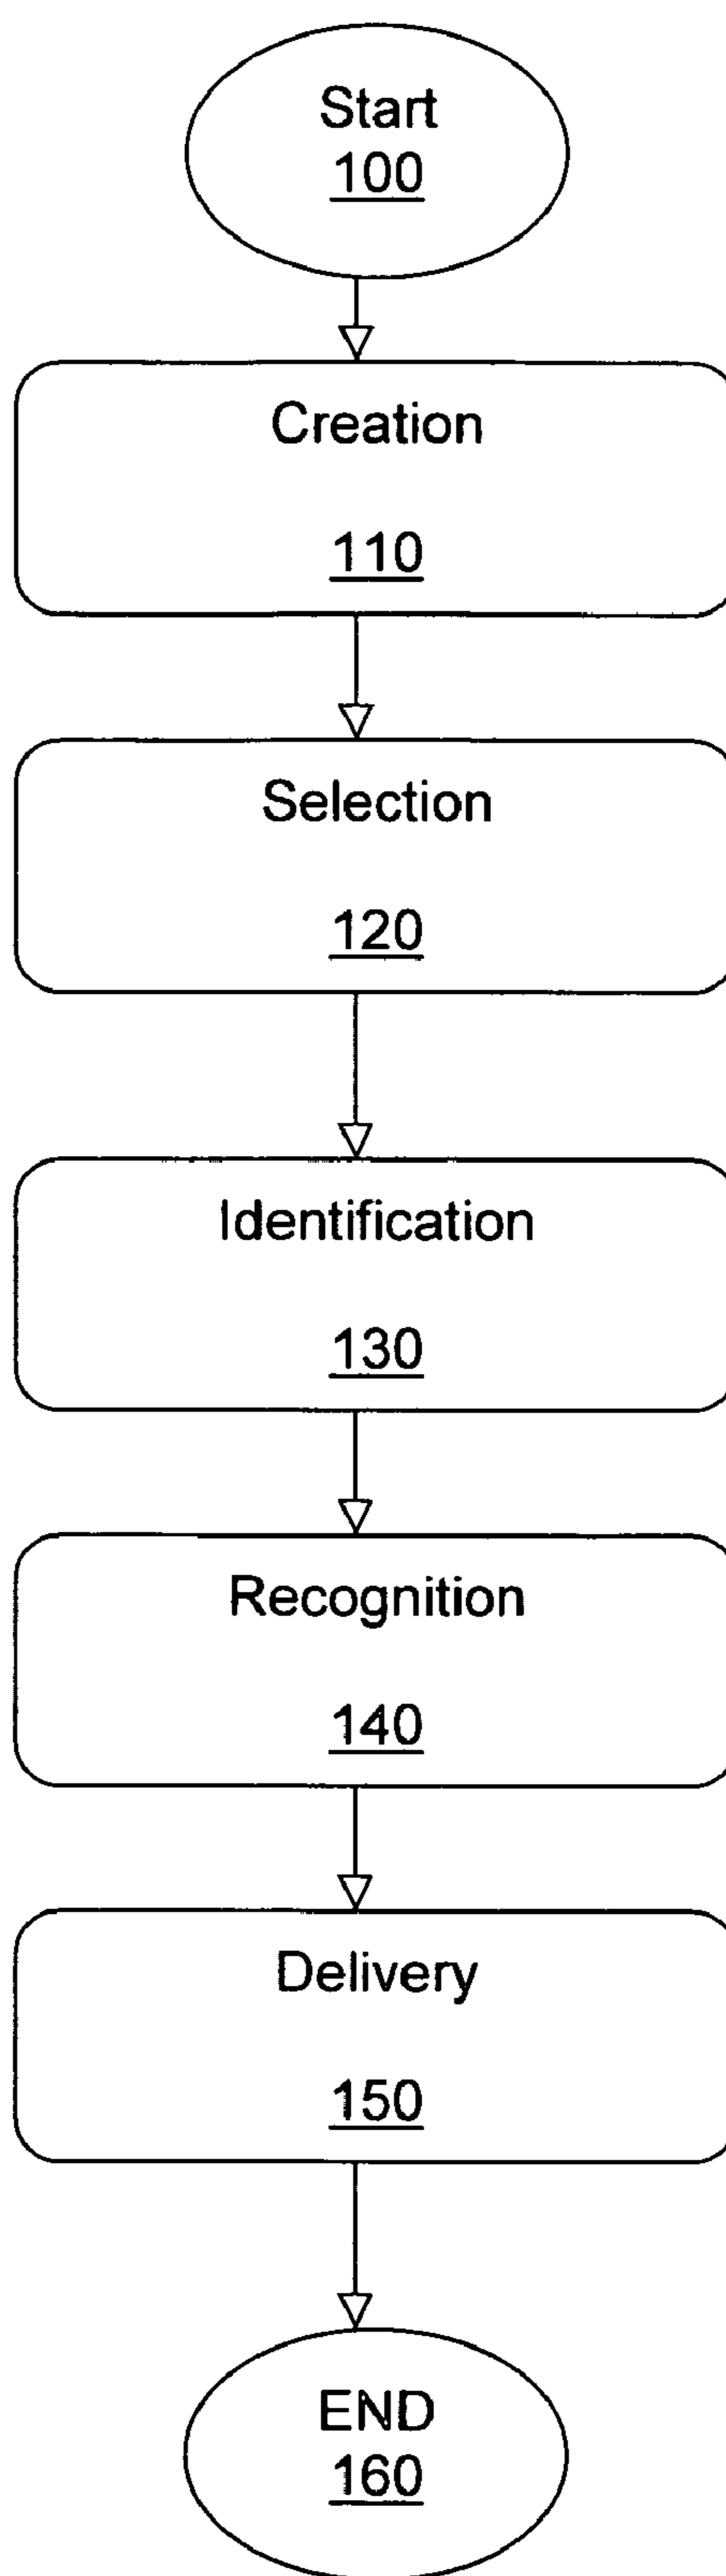 Start
100
Creation
110
Selection
120
Identification
130
Recognition
140
Delivery
150
END
160